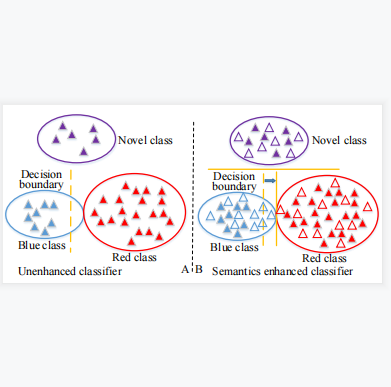 Novel class
Decision
boundary
Blue class
Red class
Unenhanced classifier
A
B
Novel class
Decision
boundary
Blue class
Red class
Semantics enhanced classifier